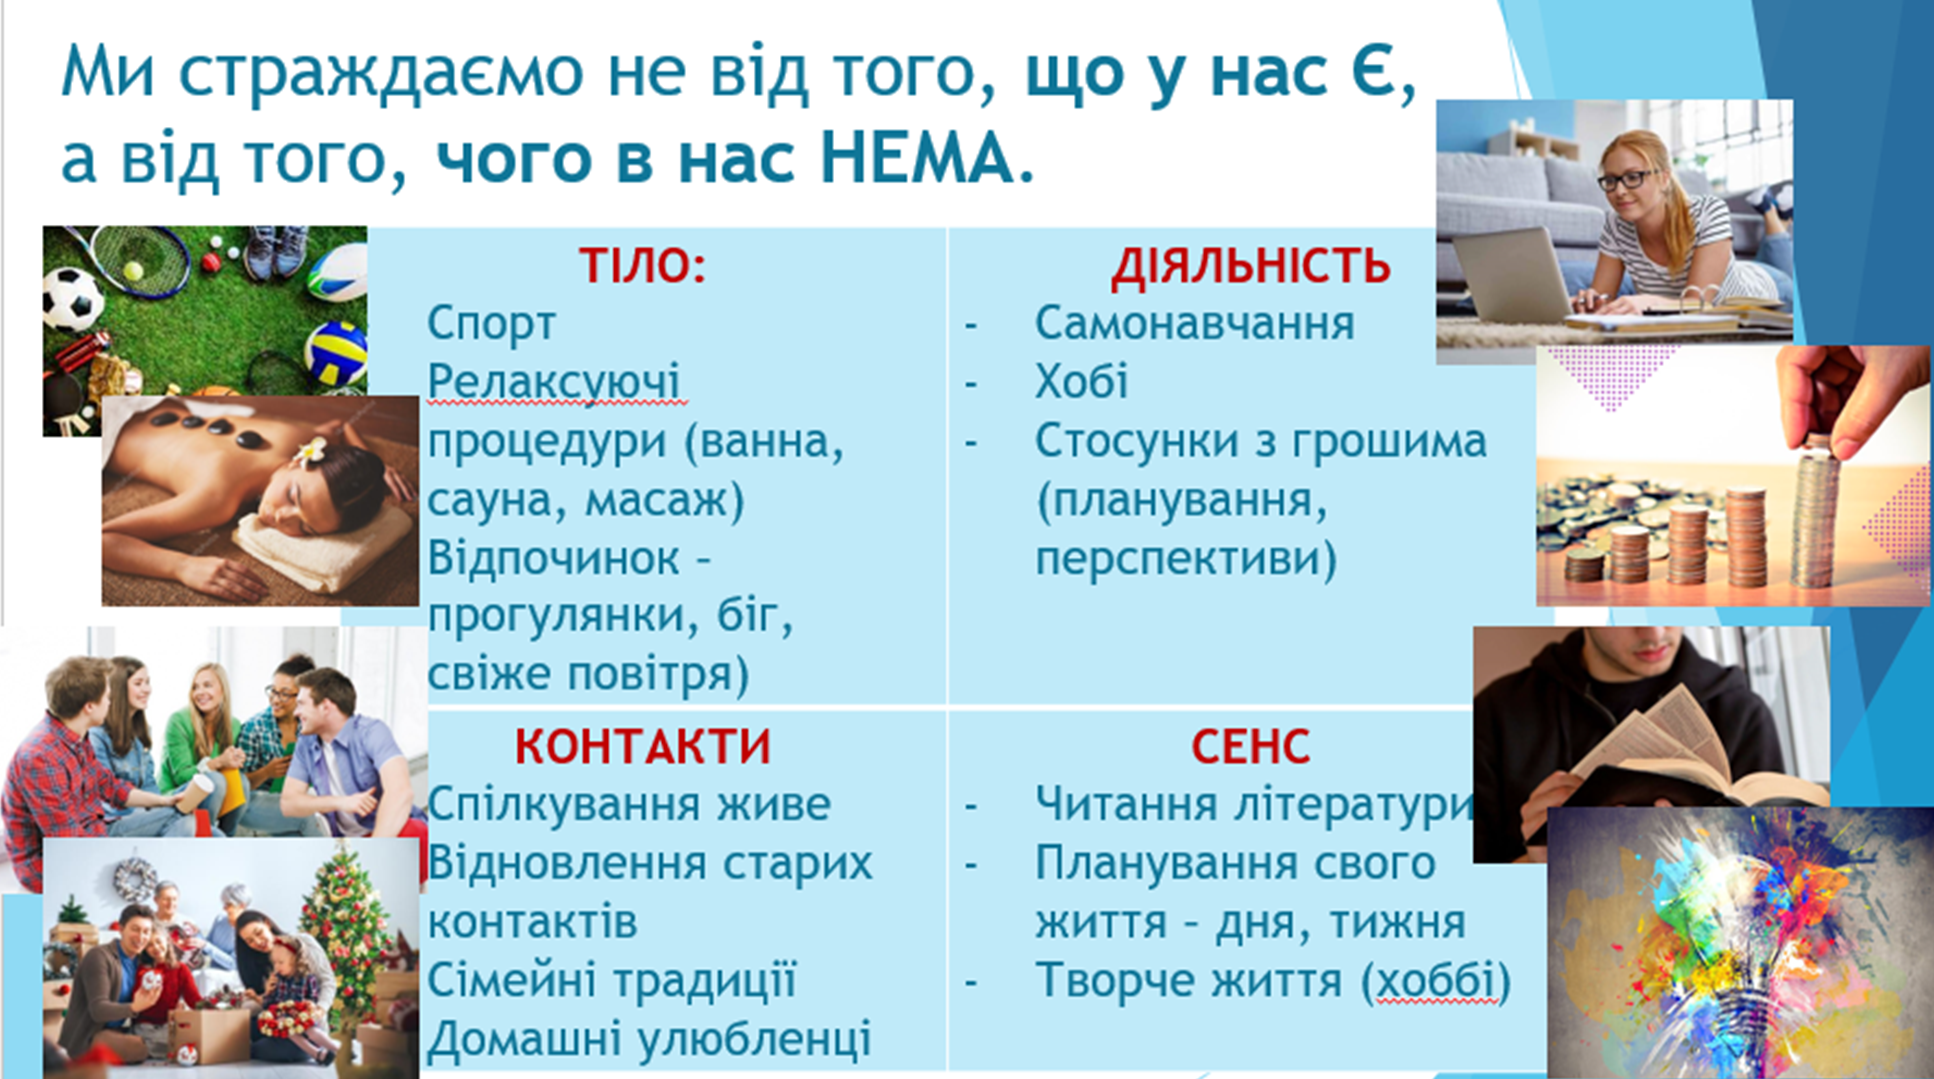 Ми страждаємо не від того, що у нас Є,
а від того, чого в нас НЕМА.
ТІЛО:
Спорт
Релаксуючі
процедури (ванна,
сауна, масаж)
Відпочинок –
прогулянки, біг,
свіже повітря)
ДІЯЛЬНІСТЬ
- Самонавчання
- Хобі
- Стосунки з грошима
(планування,
перспективи)
КОНТАКТИ
Спілкування живе
Відновлення старих
контактів
Сімейні традиції
Домашні улюбленці
СЕНС
- Читання літератури
- Планування свого
життя – дня, тижня
- Творче життя (хоббі)